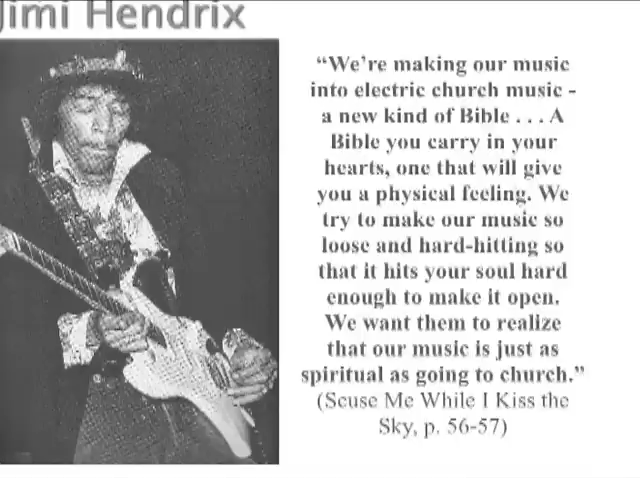 Jimi Hendrix
“We’re making our music
into electric church music -
a new kind of Bible . . . A
Bible you carry in your
hearts, one that will give
you a physical feeling. We
try to make our music so
loose and hard-hitting so
that it hits your soul hard
enough to make it open.
We want them to realize
that our music is just as
spiritual as going to church.”
(Scuse Me While I Kiss the
Sky, p. 56-57)